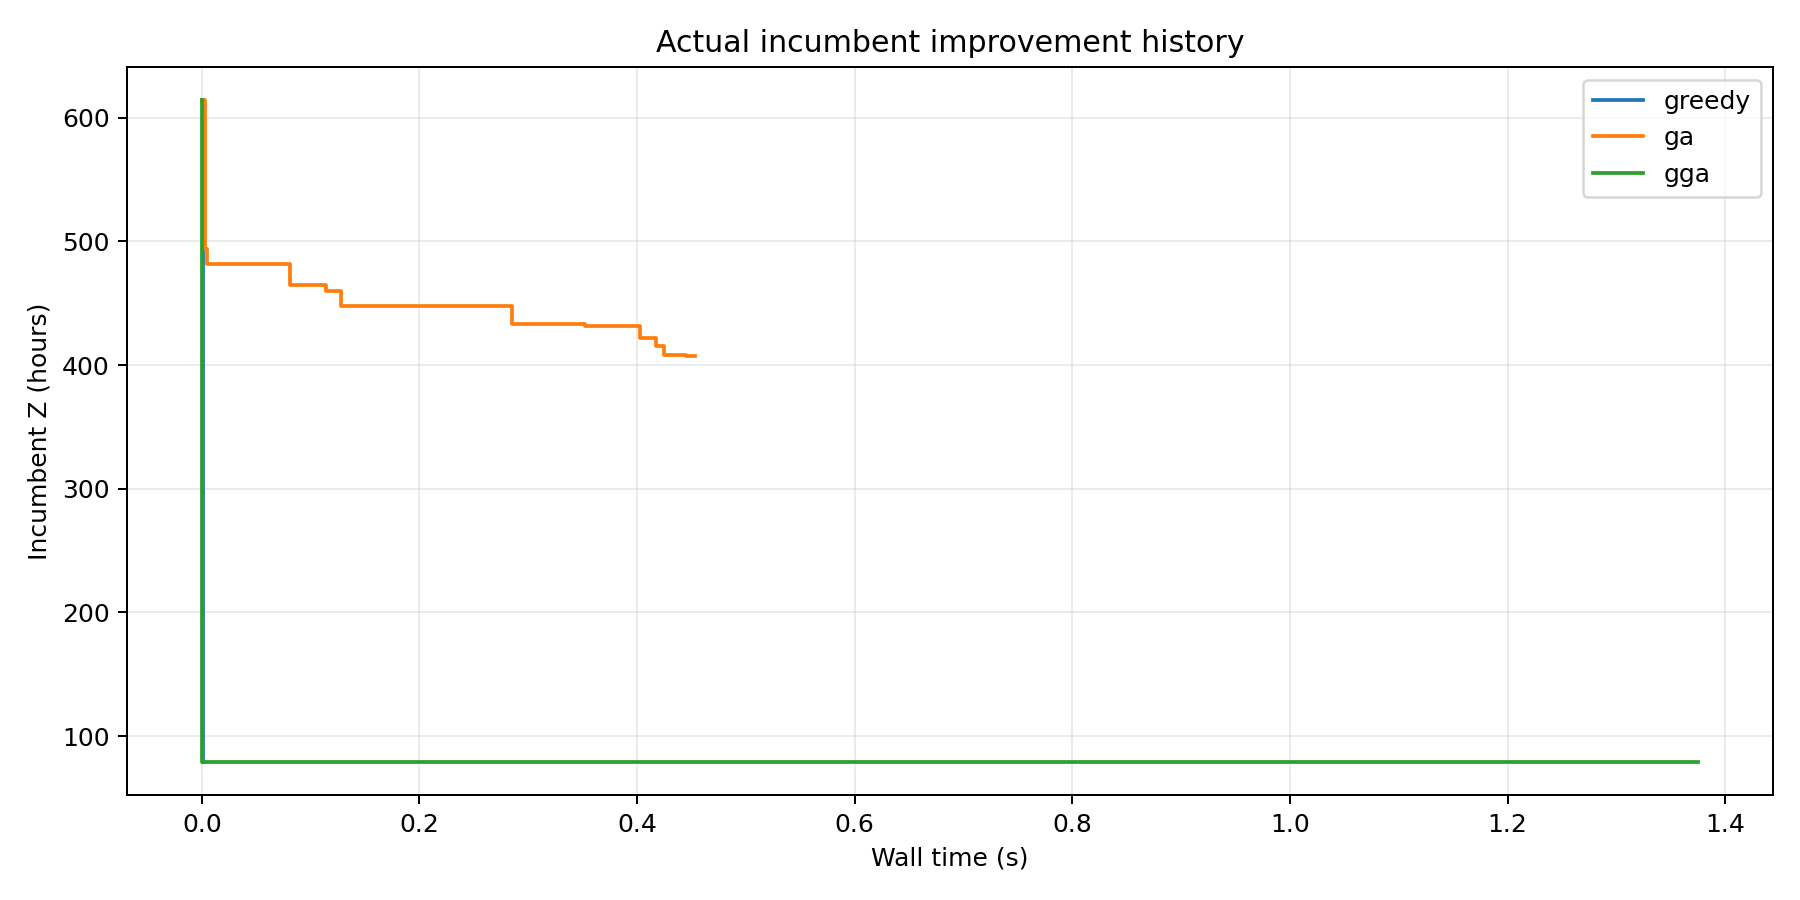 Actual incumbent improvement history
greedy
ga
gga
Incumbent Z (hours)
600
500
400
300
200
100
0.0 0.2 0.4 0.6 0.8 1.0 1.2 1.4
Wall time (s)